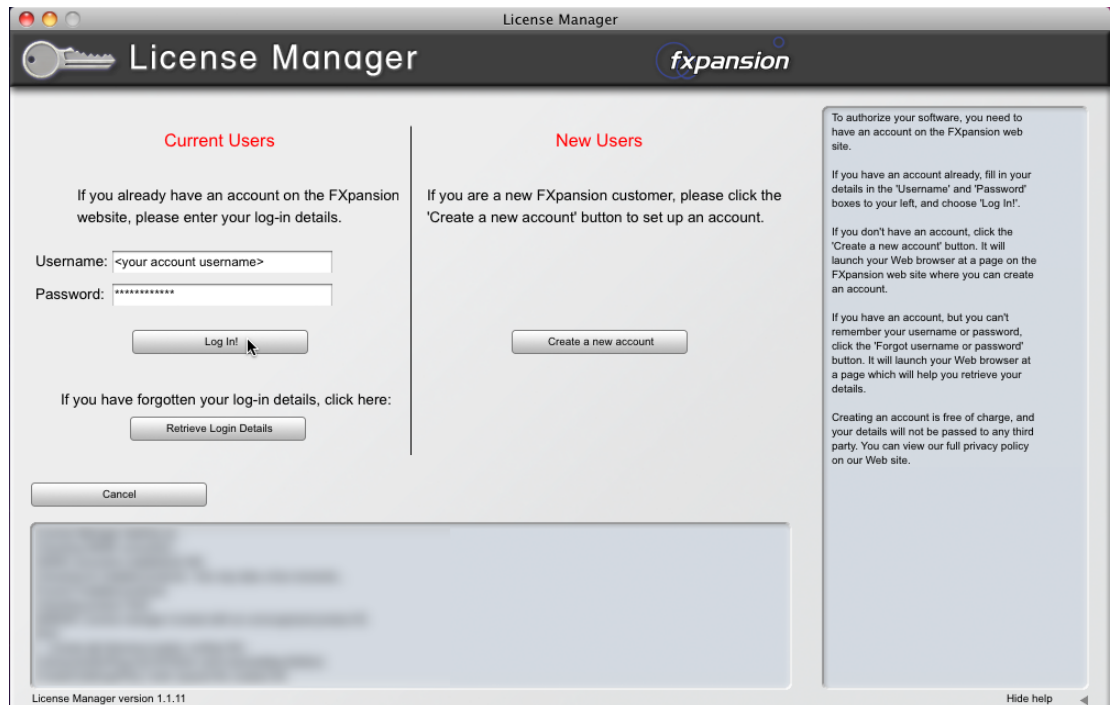 License Manager
License Manager
fxpansion
Current Users
If you already have an account on the FXpansion
website, please enter your log-in details.
Username: <your account username>
Password: ************
Log In!
If you have forgotten your log-in details, click here:
Retrieve Login Details
Cancel
New Users
If you are a new FXpansion customer, please click the
'Create a new account' button to set up an account.
Create a new account
To authorize your software, you need to
have an account on the FXpansion web
site.
If you have an account already, fill in your
details in the 'Username' and 'Password'
boxes to your left, and choose 'Log In!'.
If you don't have an account, click the
'Create a new account' button. It will
launch your Web browser at a page on the
FXpansion web site where you can create
an account.
If you have an account, but you can't
remember your username or password,
click the 'Forgot username or password'
button. It will launch your Web browser at
a page which will help you retrieve your
details.
Creating an account is free of charge, and
your details will not be passed to any third
party. You can view our full privacy policy
on our Web site.
License Manager version 1.1.11
Hide help